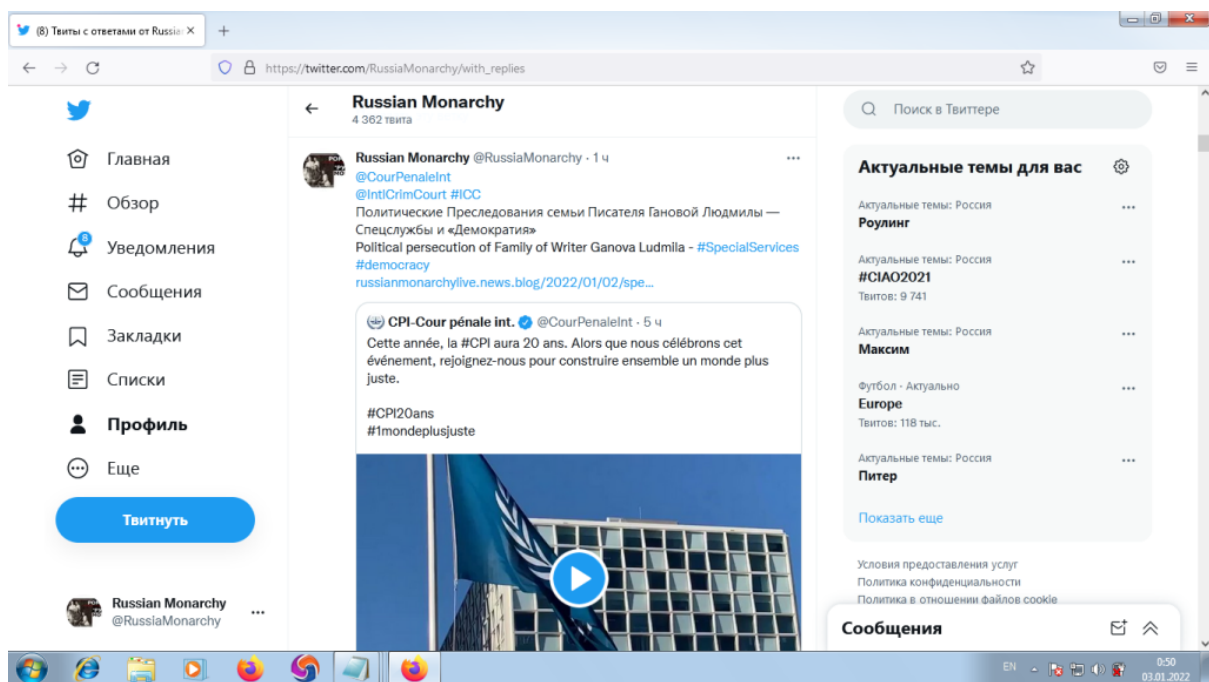 (8) Твиты с ответами от Russia
https://twitter.com/RussiaMonarchy/with_replies
Главная
Обзор
8
Уведомления
Сообщения
Закладки
Списки
Профиль
Еще
Твитнуть
Russian Monarchy
@RussiaMonarchy
Russian Monarchy
4 362 твита
Russian Monarchy @RussiaMonarchy · 1 ч
@CourPenaleInt
@IntlCrimCourt #ICC
Политические Преследования семьи Писателя Гановой Людмилы —
Спецслужбы и «Демократия»
Political persecution of Family of Writer Ganova Ludmila - #SpecialServices
#democracy
russianmonarchylive.news.blog/2022/01/02/spe...
CPI-Cour pénale int. @CourPenaleInt · 5 ч
Cette année, la #CPI aura 20 ans. Alors que nous célébrons cet
événement, rejoignez-nous pour construire ensemble un monde plus
juste.
#CPI20ans
#1mondeplusjuste
Поиск в Твиттере
Актуальные темы для вас
Актуальные темы: Россия
Роулинг
Актуальные темы: Россия
#CIAO2021
Твитов: 9 741
Актуальные темы: Россия
Максим
Футбол · Актуально
Europe
Твитов: 118 тыс.
Актуальные темы: Россия
Питер
Показать еще
Условия предоставления услуг
Политика конфиденциальности
Политика в отношении файлов cookie
Сообщения
EN
0:50
03.01.2022